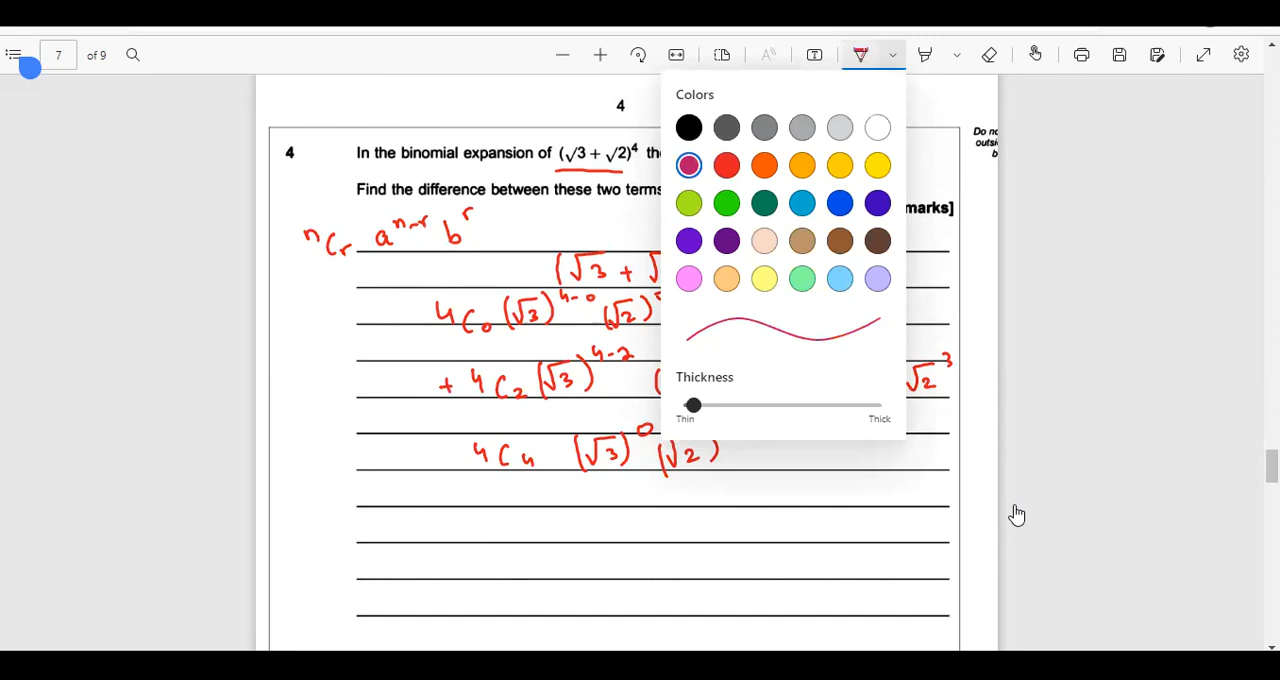 7 of 9
4
Colors
Do no
outsi
b
4 In the binomial expansion of (√3 + √2)⁴ th
Find the difference between these two terms
marks]
ⁿCᵣ aⁿ⁻ʳ bʳ
(√3 + √
4C₀ (√3)⁴⁻⁰ (√2)
+ 4C₂ (√3)⁴⁻² ( √2³
Thickness
Thin Thick
4C₄ (√3)⁰ (√2)